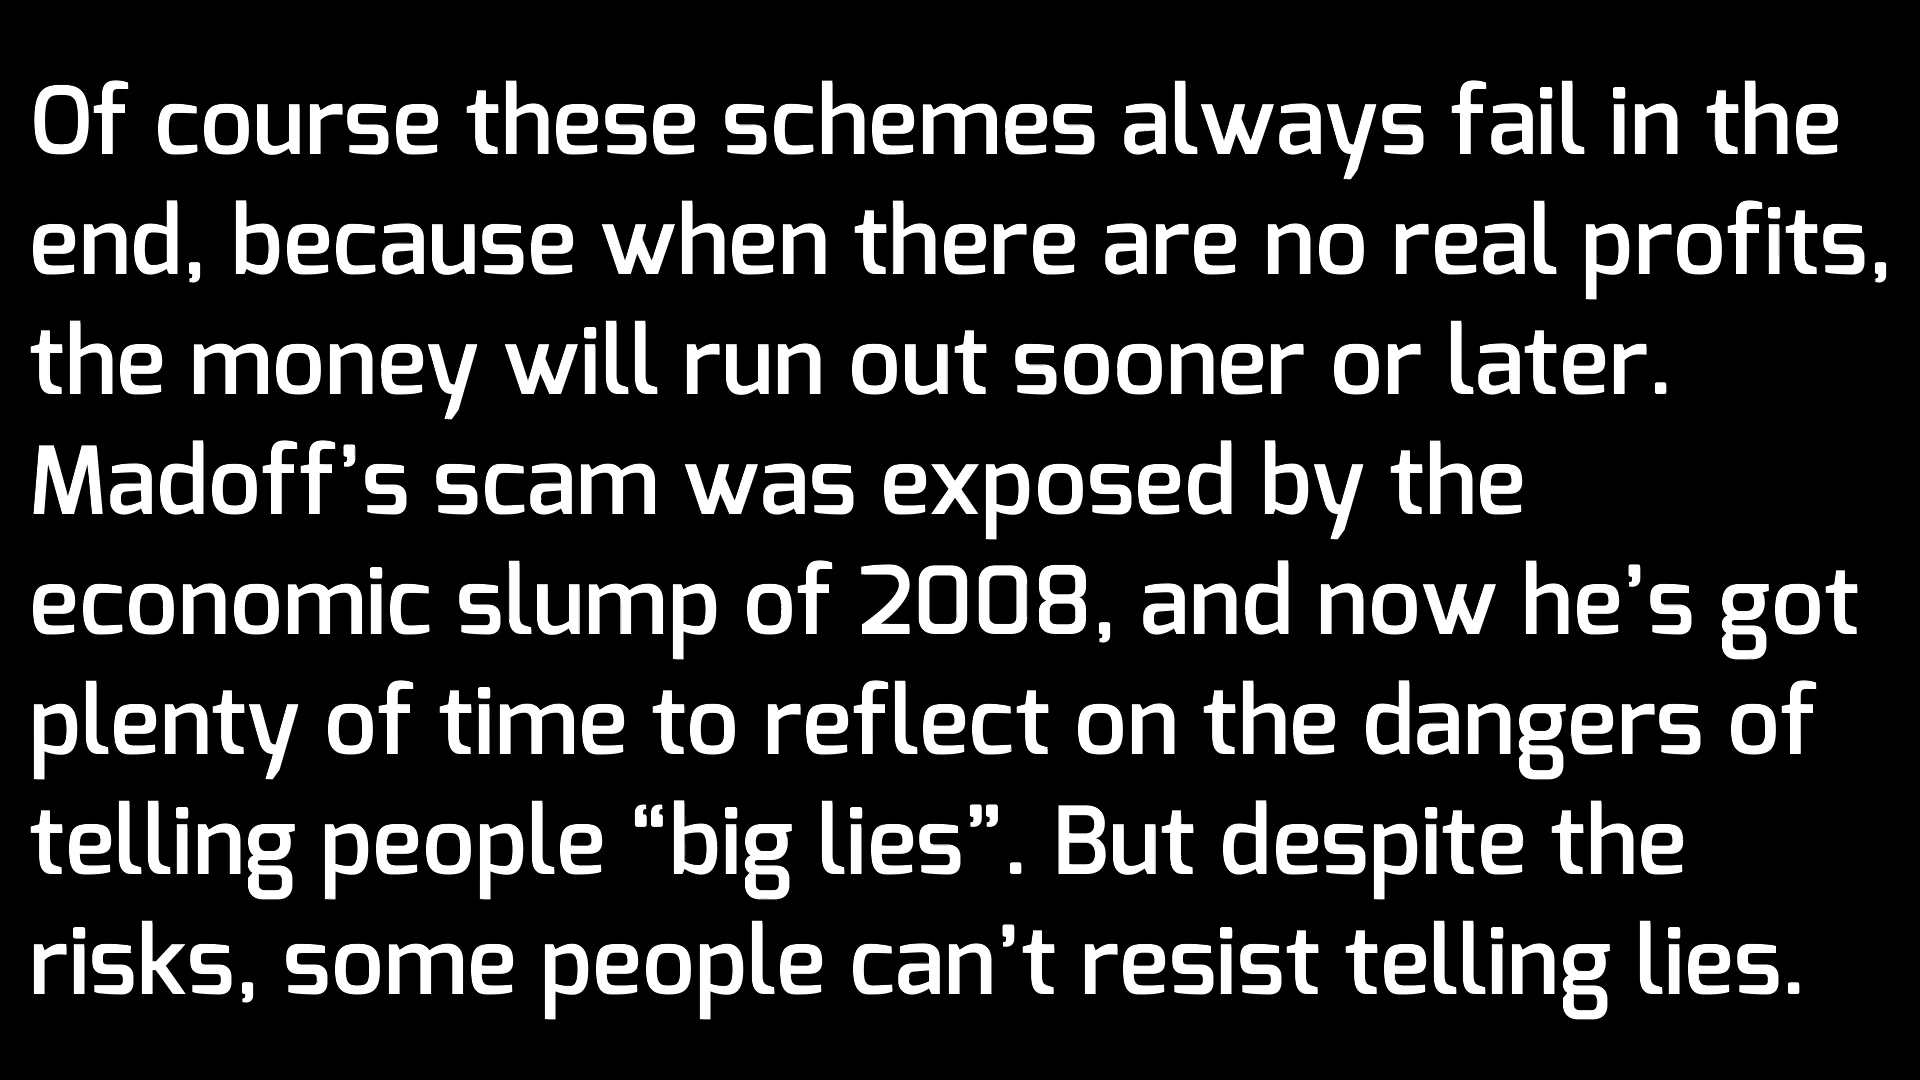 Of course these schemes always fail in the
end, because when there are no real profits,
the money will run out sooner or later.
Madoff’s scam was exposed by the
economic slump of 2008, and now he’s got
plenty of time to reflect on the dangers of
telling people “big lies”. But despite the
risks, some people can’t resist telling lies.